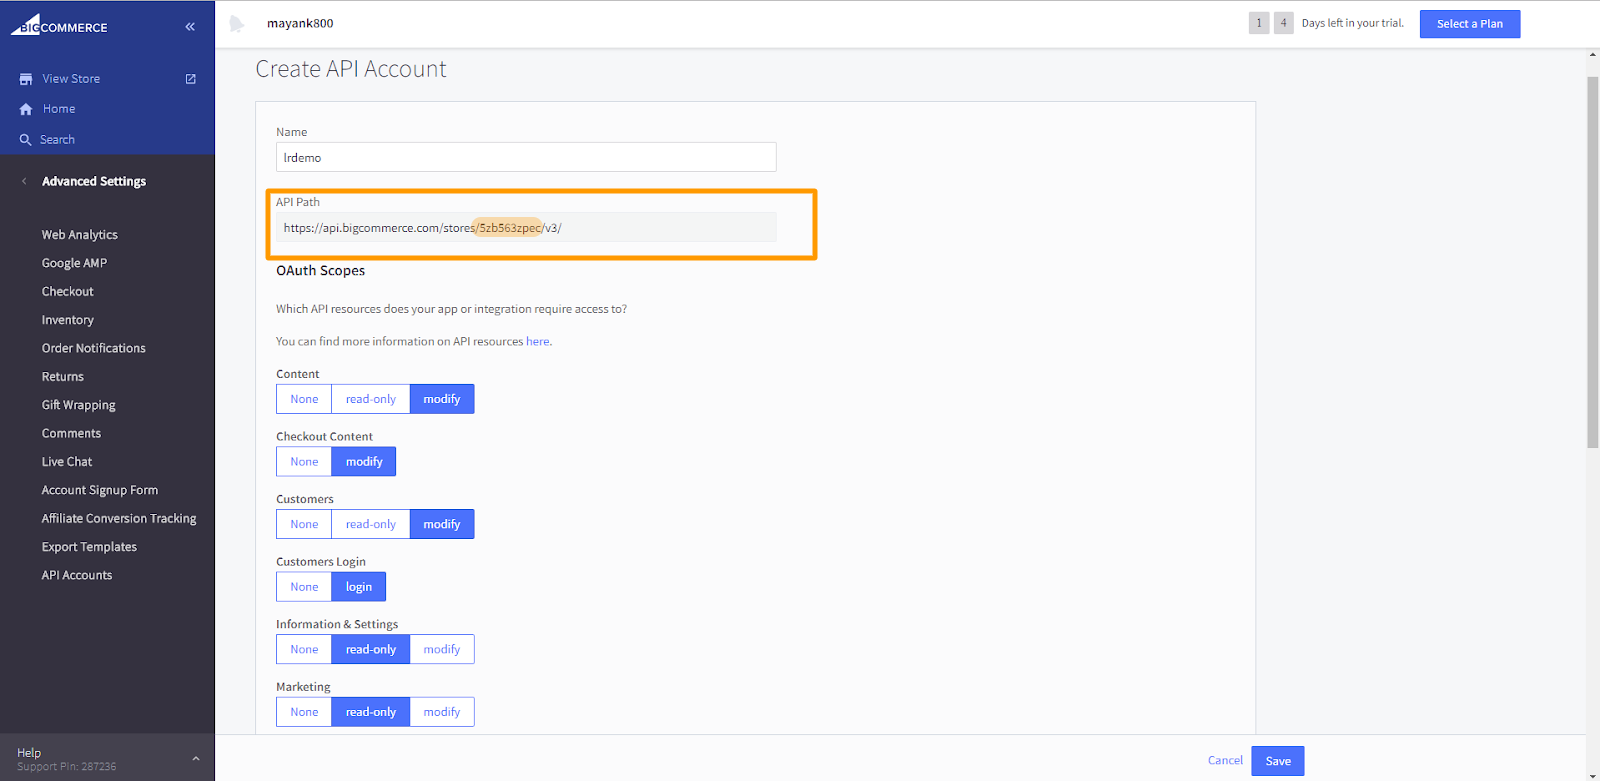 BIGCOMMERCE
mayank800
1 4 Days left in your trial.
Select a Plan
View Store
Home
Search
Advanced Settings
Web Analytics
Google AMP
Checkout
Inventory
Order Notifications
Returns
Gift Wrapping
Comments
Live Chat
Account Signup Form
Affiliate Conversion Tracking
Export Templates
API Accounts
Help
Support Pin: 287236
Create API Account
Name
lrdemo
API Path
https://api.bigcommerce.com/stores/5zb563zpec/v3/
OAuth Scopes
Which API resources does your app or integration require access to?
You can find more information on API resources here.
Content
None read-only modify
Checkout Content
None modify
Customers
None read-only modify
Customers Login
None login
Information & Settings
None read-only modify
Marketing
None read-only modify
Cancel Save